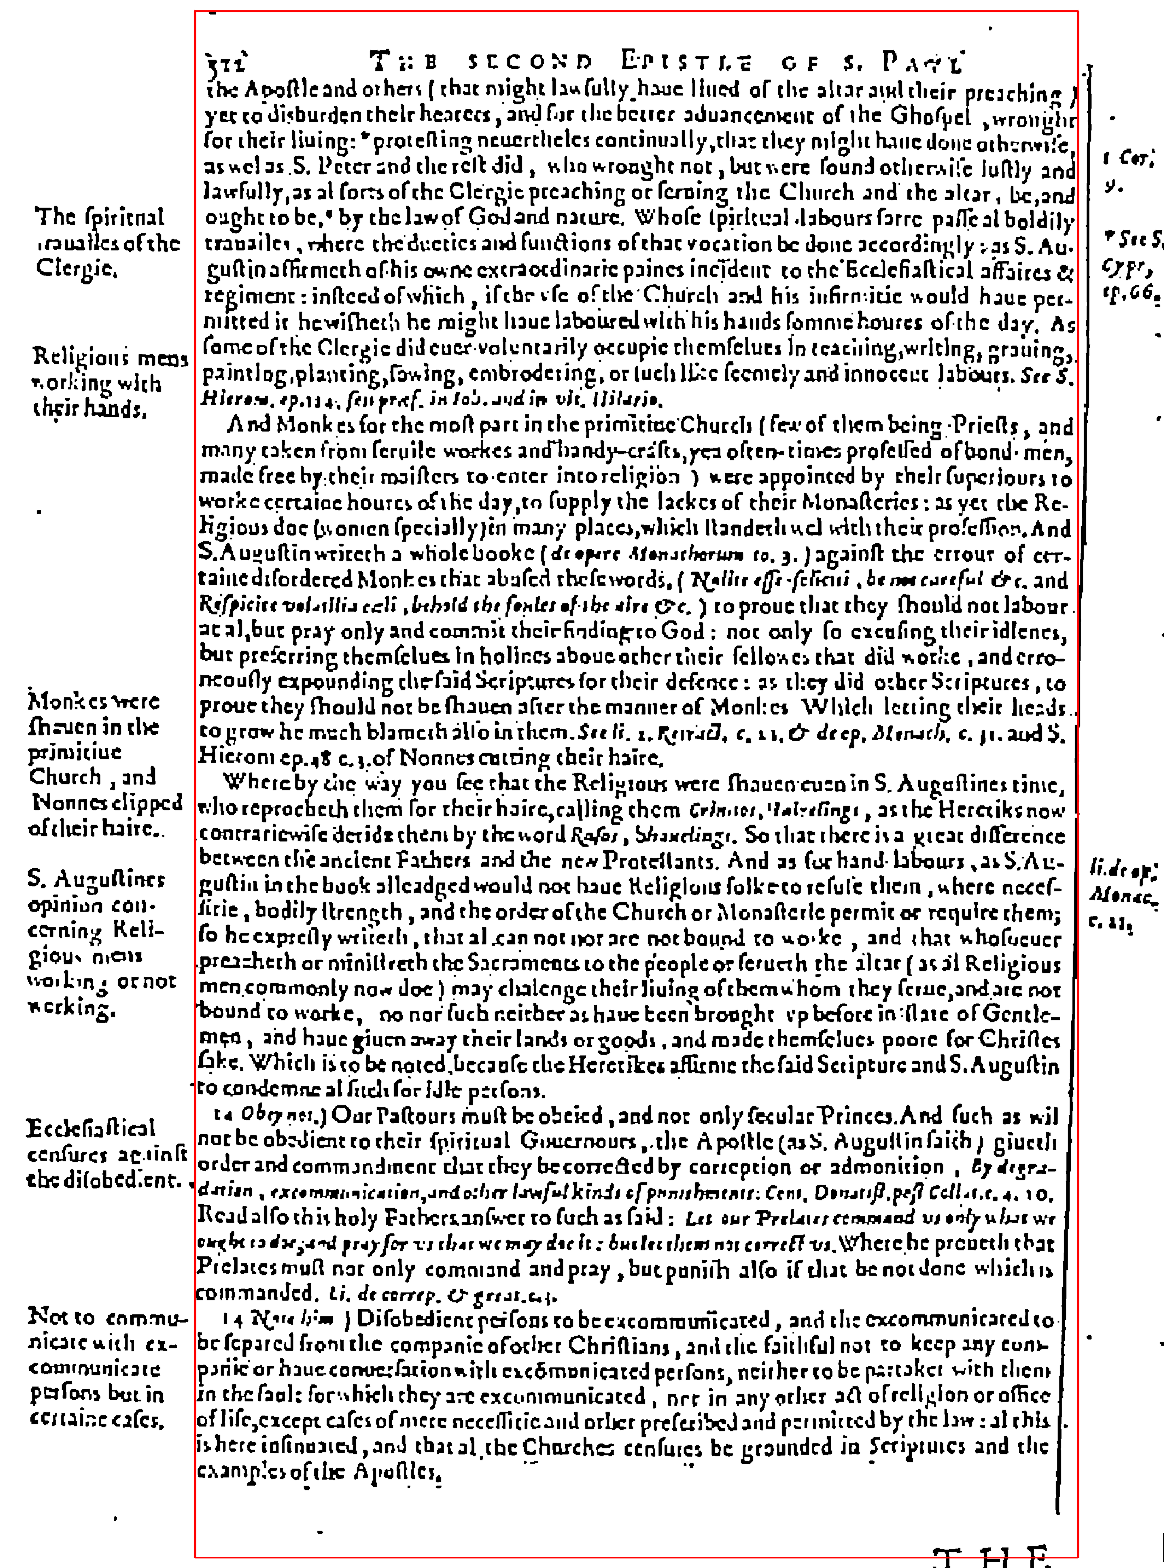 THE SECOND EPISTLE OF S. PAVL
the Apoſtle and others (that might lawfully haue liued of the altar and their preaching)
yet to diſburden their hearers, and for the better aduancement of the Ghoſpel, wrought
for their liuing: *proteſting neuertheles continually, that they might haue done otherwiſe,
as wel as S. Peter and the reſt did, who wrought not, but were found otherwiſe iuſtly and
lawfully, as al ſorts of the Clergie preaching or ſeruing the Church and the altar, be, and
ought to be,* by the law of God and nature. Whoſe ſpiritual labours farre paſſe al bodily
trauailes, where the dueties and functions of that vocation be done accordingly: as S. Au-
guſtin affirmeth of his owne extraordinarie paines incident to the Eccleſiaſtical affaires &
regiment: inſteed of which, if the vſe of the Church and his infirmitie would haue per-
mitted it he wiſheth he might haue laboured with his hands ſomme houres of the day. As
ſome of the Clergie did euer voluntarily occupie themſelues in teaching, writing, grauing,
painting, planting, ſowing, embrodering, or ſuch like ſeemely and innocent labours. See S.
Hierom. ep. 114. ſeu præf. in Iob. and in vit. Hilario.
And Monkes for the moſt part in the primitiue Church (few of them being Prieſts, and
many taken from ſeruile workes and handy-crafts, yea often-times profeſſed of bond-men,
made free by their maiſters to enter into religion) were appointed by their ſuperiours to
worke certaine houres of the day, to ſupply the lackes of their Monaſteries: as yet the Re-
ligious doe (women ſpecially) in many places, which ſtandeth wel with their profeſſion. And
S. Auguſtin writeth a whole booke (de opere Monachorum to. 3.) againſt the errour of cer-
taine diſordered Monkes that abuſed theſe words, (Nolite eſſe ſoliciti, be not careful &c. and
Reſpicite volatilia cæli, behold the foules of the aire &c.) to proue that they ſhould not labour
at al, but pray only and commit their finding to God: not only ſo excuſing their idlenes,
but preferring themſelues in holines aboue other their fellowes that did worke, and erro-
neouſly expounding the ſaid Scriptures for their defence: as they did other Scriptures, to
proue they ſhould not be ſhauen after the manner of Monkes Which letting their heads
to grow he much blameth alſo in them. See li. 2. Retract. c. 21. & de op. Monach. c. 31. and S.
Hierom ep. 48 c. 3. of Nonnes cutting their haire.
Where by the way you ſee that the Religious were ſhauen euen in S. Auguſtines time,
who reprocheth them for their haire, calling them Crinitos, Hairelings, as the Heretiks now
contrariewiſe deride them by the word Raſos, Shauelings. So that there is a great difference
between the ancient Fathers and the new Proteſtants. And as for hand-labours, as S. Au-
guſtin in the book alleadged would not haue Religious folke to refuſe them, where neceſ-
ſitie, bodily ſtrength, and the order of the Church or Monaſterie permit or require them;
ſo he expreſly writeth, that al can not nor are not bound to worke, and that whoſoeuer
preacheth or miniſtreth the Sacraments to the people or ſerueth the altar (as al Religious
men commonly now doe) may chalenge their liuing of them whom they ſerue, and are not
bound to worke, no nor ſuch neither as haue been brought vp before in ſtate of Gentle-
men, and haue giuen away their lands or goods, and made themſelues poore for Chriſtes
ſake. Which is to be noted, becauſe the Heretikes affirme the ſaid Scripture and S. Auguſtin
to condemne al ſuch for idle perſons.
14 Obey not.) Our Paſtours muſt be obeied, and not only ſecular Princes. And ſuch as wil
not be obedient to their ſpiritual Gouernours, the Apoſtle (as S. Auguſtin ſaith) giueth
order and commandment that they be corrected by correption or admonition, by degra-
dation, excommunication, and other lawful kinds of puniſhments: Cont. Donatiſt. poſt Collat. c. 4. 20.
Read alſo this holy Fathers anſwer to ſuch as ſaid: Let our Prelates command vs only what we
ought to doe, and pray for vs that we may doe it: but let them not correct vs. Where he proueth that
Prelates muſt not only command and pray, but puniſh alſo if that be not done which is
commanded. Li. de correp. & grat. c. 3.
14 Note him) Diſobedient perſons to be excommunicated, and the excommunicated to
be ſepared from the companie of other Chriſtians, and the faithful not to keep any com-
panie or haue conuerſation with excōmunicated perſons, neither to be partaker with them
in the fault for which they are excommunicated, nor in any other act of religion or office
of life, except caſes of mere neceſſitie and other preſcribed and permitted by the law: al this
is here inſinuated, and that al the Churches cenſures be grounded in Scriptures and the
examples of the Apoſtles.
THE
The ſpiritual
trauailes of the
Clergie.
Religious mens
working with
their hands.
Monkes were
ſhauen in the
primitiue
Church, and
Nonnes clipped
of their haire.
S. Auguſtines
opinion con-
cerning Reli-
gious mens
working or not
working.
Eccleſiaſtical
cenſures againſt
the diſobedient.
Not to commu-
nicate with ex-
communicate
perſons but in
certaine caſes.
1 Cor.
9.
* See S.
Cypr.
ep. 66.
li. de op.
Monac.
c. 21.